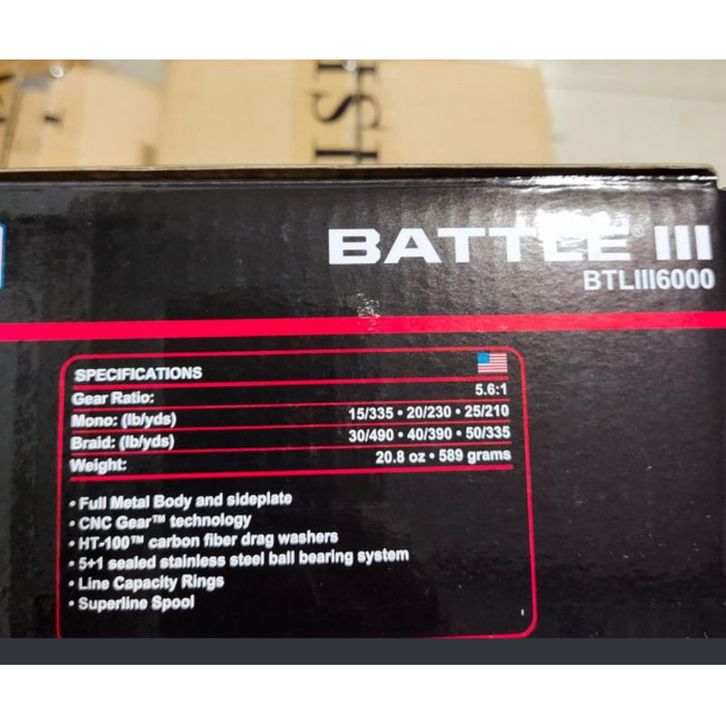 HSI
BATTLE® III
BTLIII6000
SPECIFICATIONS
Gear Ratio: 5.6:1
Mono: (lb/yds) 15/335 • 20/230 • 25/210
Braid: (lb/yds) 30/490 • 40/390 • 50/335
Weight: 20.8 oz • 589 grams
• Full Metal Body and sideplate
• CNC Gear™ technology
• HT-100™ carbon fiber drag washers
• 5+1 sealed stainless steel ball bearing system
• Line Capacity Rings
• Superline Spool